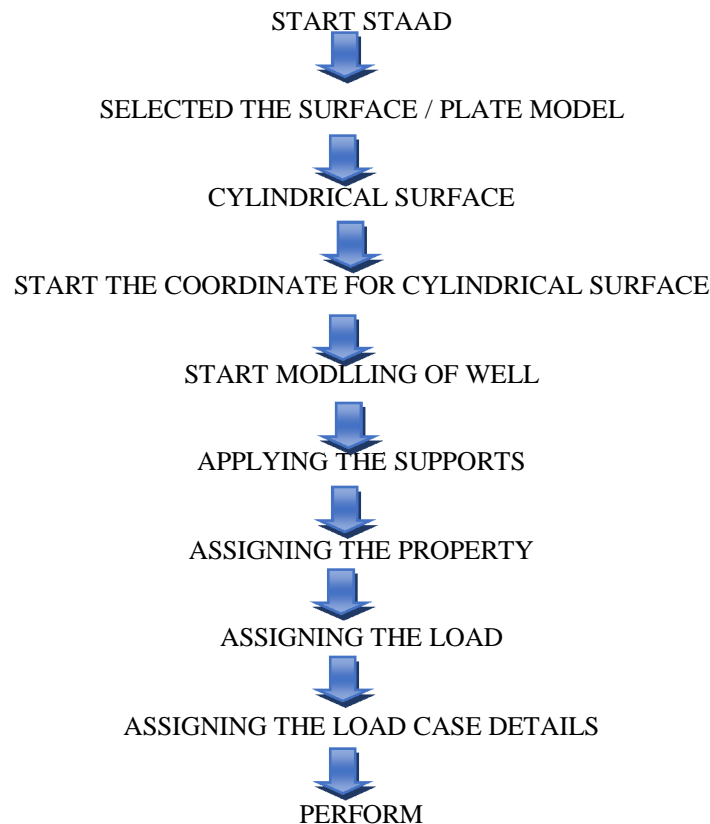 START STAAD
SELECTED THE SURFACE / PLATE MODEL
CYLINDRICAL SURFACE
START THE COORDINATE FOR CYLINDRICAL SURFACE
START MODLLING OF WELL
APPLYING THE SUPPORTS
ASSIGNING THE PROPERTY
ASSIGNING THE LOAD
ASSIGNING THE LOAD CASE DETAILS
PERFORM